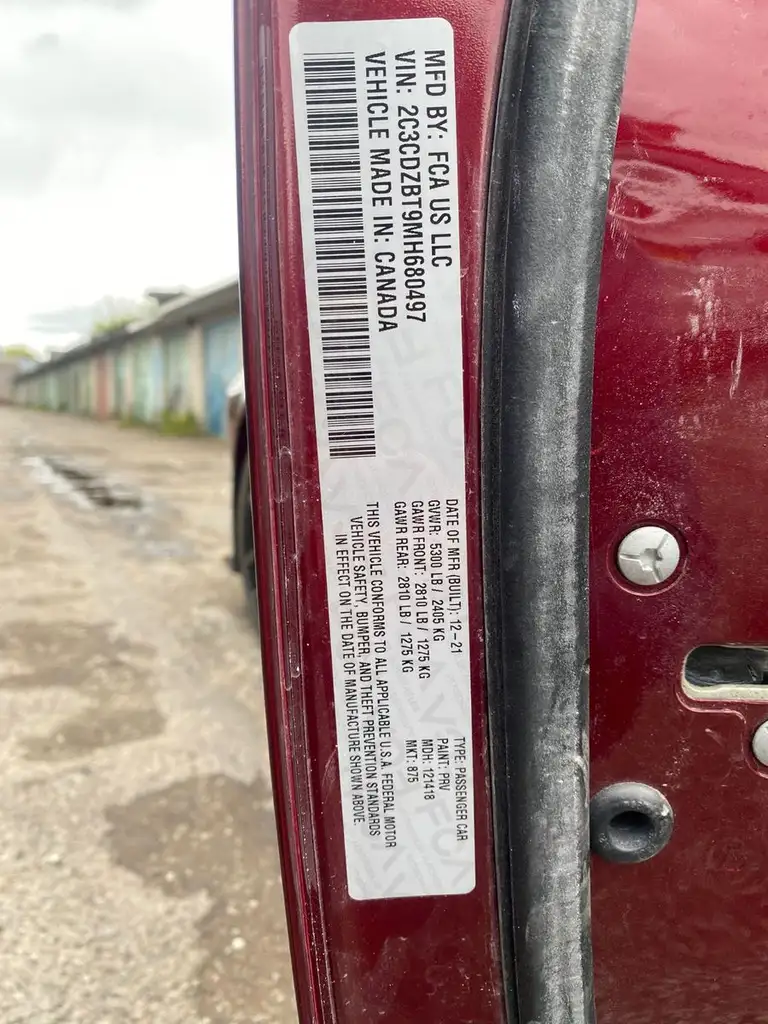 MFD BY: FCA US LLC
VIN: 2C3CDZBT9MH680497
VEHICLE MADE IN: CANADA
DATE OF MFR (BUILT): 12-21
GVWR: 5300 LB / 2405 KG
GAWR FRONT: 2810 LB / 1275 KG
GAWR REAR: 2810 LB / 1275 KG
TYPE: PASSENGER CAR
PAINT: PRV
MDH: 121418
MKT: 875
THIS VEHICLE CONFORMS TO ALL APPLICABLE U.S.A. FEDERAL MOTOR
VEHICLE SAFETY, BUMPER, AND THEFT PREVENTION STANDARDS
IN EFFECT ON THE DATE OF MANUFACTURE SHOWN ABOVE.